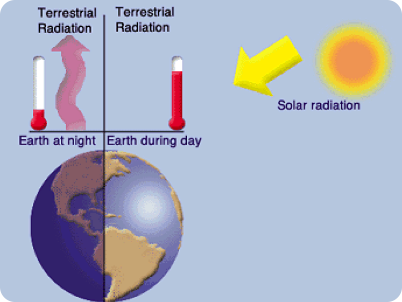 Terrestrial
Radiation
Terrestrial
Radiation
Solar radiation
Earth at night
Earth during day